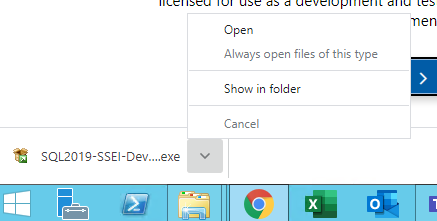 licensed for use as a development and tes
Open
Always open files of this type
men
Show in folder
Cancel
SQL2019-SSEI-Dev....exe